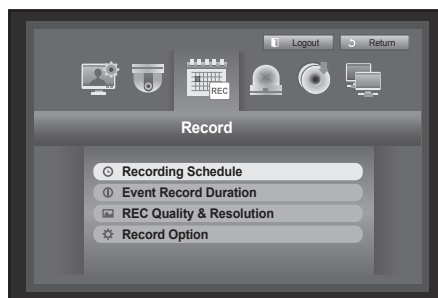 Logout Return
REC
Record
Recording Schedule
Event Record Duration
REC Quality & Resolution
Record Option